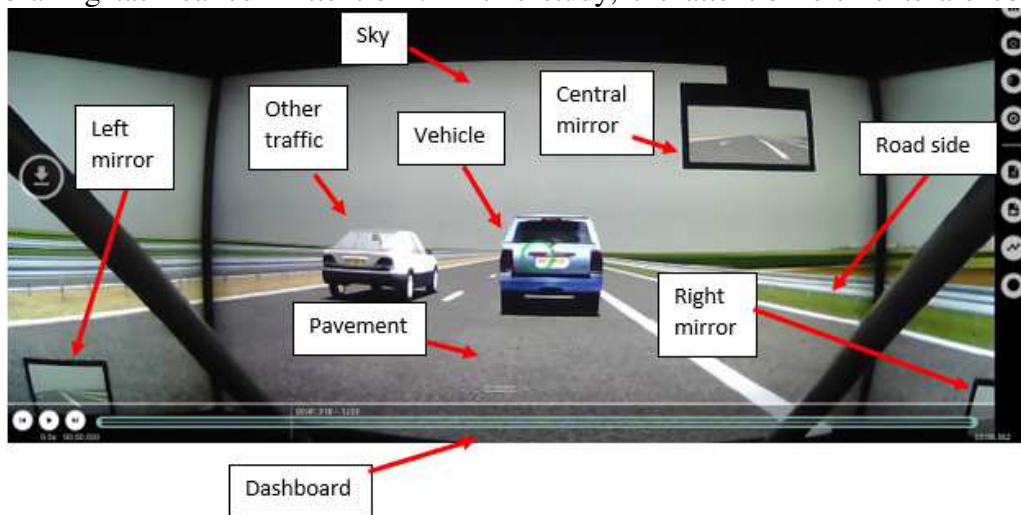 Sky
Other
traffic
Vehicle
Central
mirror
Left
mirror
Road side
Pavement
Right
mirror
Dashboard